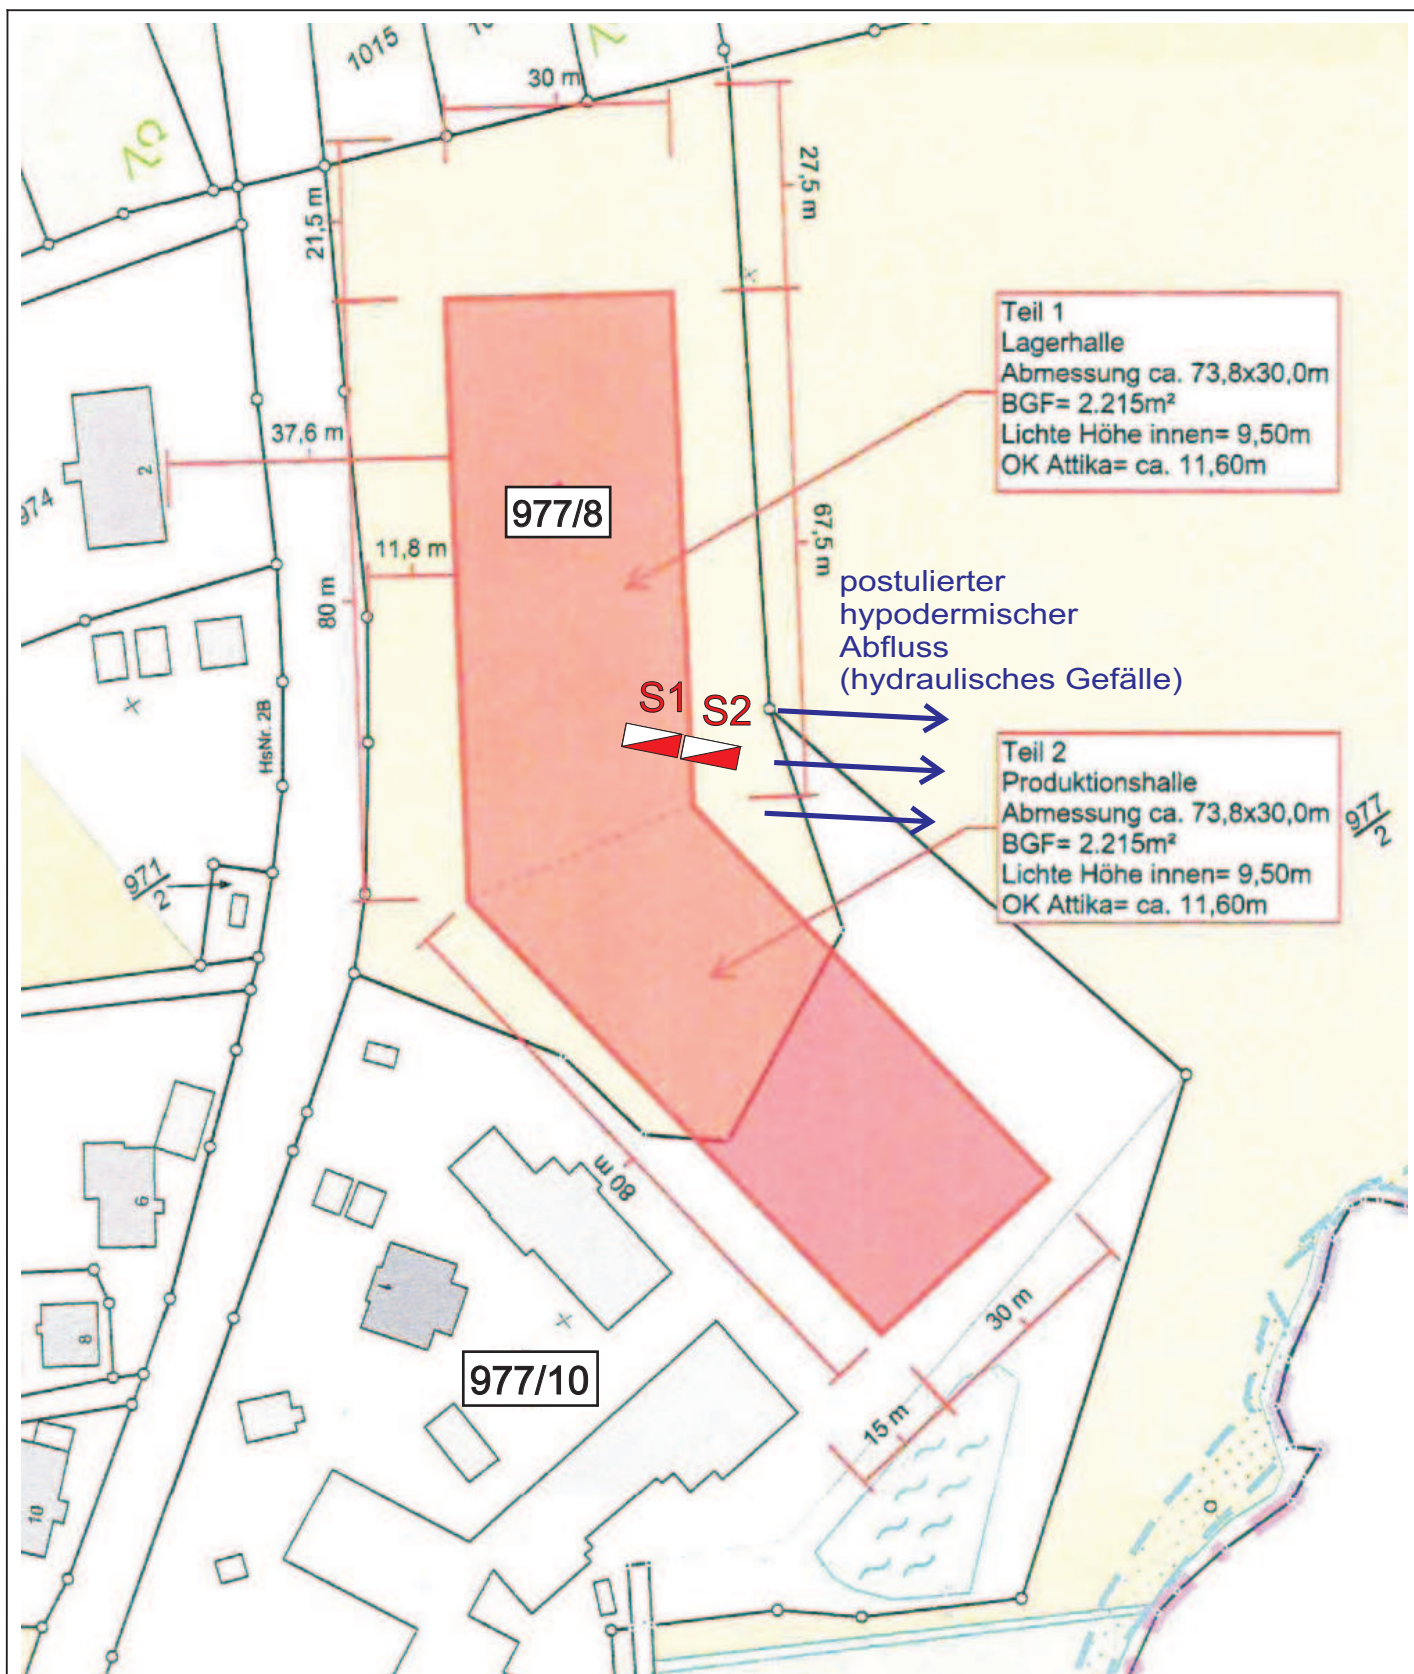 1015
30 m
27,5 m
21,5 m
Teil 1
Lagerhalle
Abmessung ca. 73,8x30,0m
BGF= 2.215m²
Lichte Höhe innen= 9,50m
OK Attika= ca. 11,60m
37,6 m
2
974
977/8
67,5 m
11,8 m
80 m
postulierter
hypodermischer
Abfluss
(hydraulisches Gefälle)
S1 S2
HsNr. 2B
Teil 2
Produktionshalle
Abmessung ca. 73,8x30,0m
BGF= 2.215m²
Lichte Höhe innen= 9,50m
OK Attika= ca. 11,60m
977
2
971
2
80 m
6
1
8
30 m
977/10
15 m
10